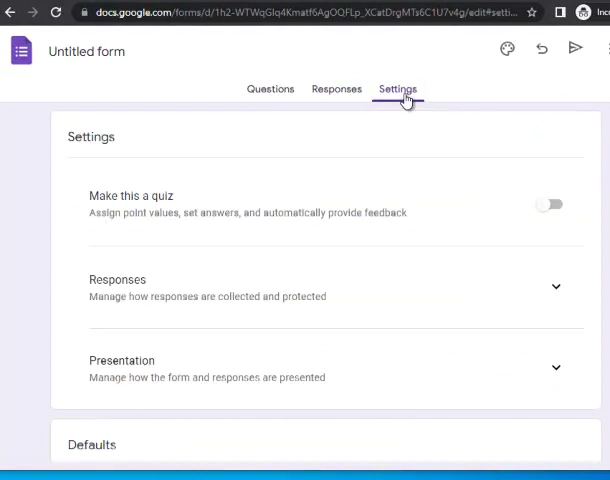 docs.google.com/forms/d/1h2-WTWqGlq4Kmatf6AgOQFLp_XCatDrgMTs6C1U7v4g/edit#setti...
Inco
Untitled form
Questions Responses Settings
Settings
Make this a quiz
Assign point values, set answers, and automatically provide feedback
Responses
Manage how responses are collected and protected
Presentation
Manage how the form and responses are presented
Defaults